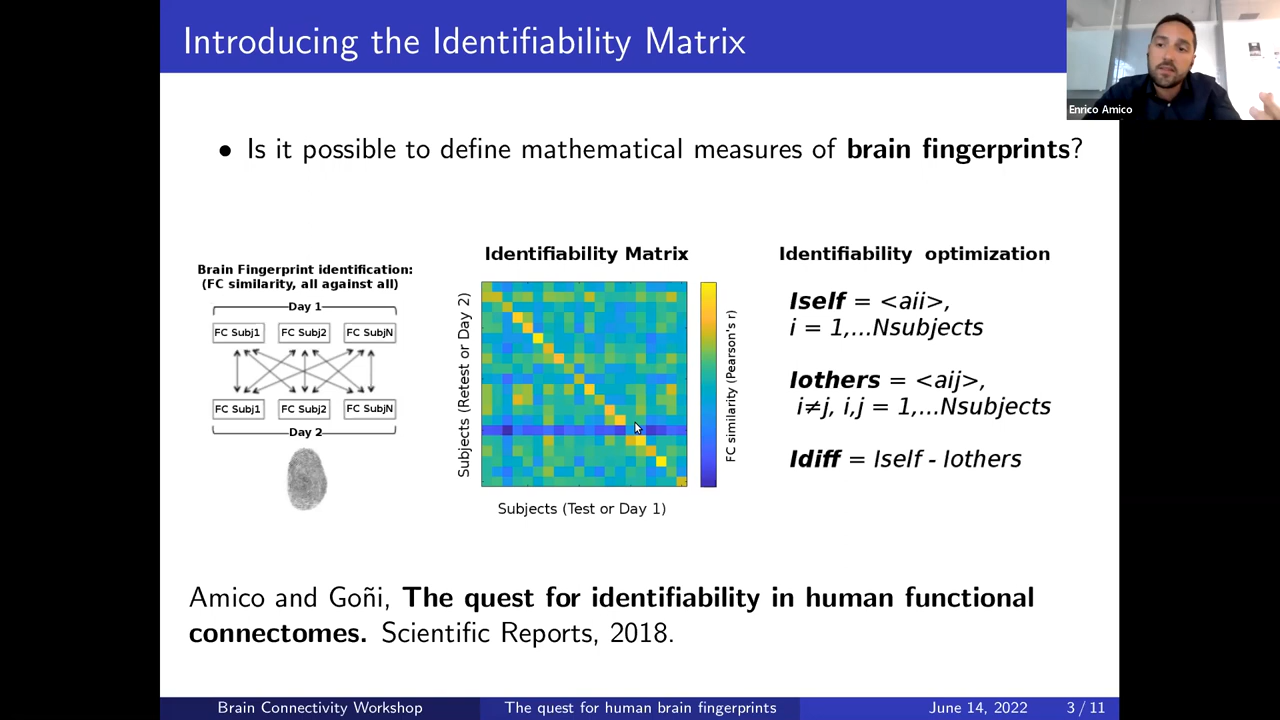 Introducing the Identifiability Matrix
Enrico Amico
• Is it possible to define mathematical measures of brain fingerprints?
Brain Fingerprint identification:
(FC similarity, all against all)
Day 1
FC Subj1 FC Subj2 FC SubjN
FC Subj1 FC Subj2 FC SubjN
Day 2
Identifiability Matrix
Subjects (Retest or Day 2)
Subjects (Test or Day 1)
FC similarity (Pearson's r)
Identifiability optimization
Iself = <aii>,
i = 1,...Nsubjects
Iothers = <aij>,
i≠j, i,j = 1,...Nsubjects
Idiff = Iself - Iothers
Amico and Goñi, The quest for identifiability in human functional
connectomes. Scientific Reports, 2018.
Brain Connectivity Workshop The quest for human brain fingerprints June 14, 2022 3 / 11